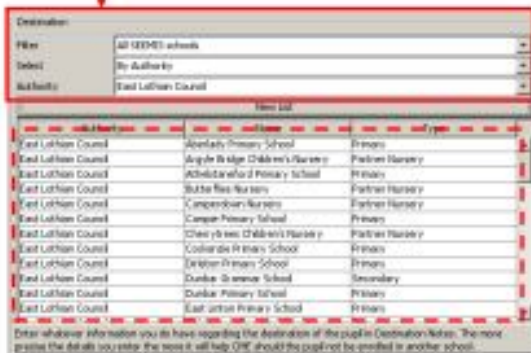 Destination
Filter All SEEMIS schools
Select By Authority
Authority East Lothian Council
View List
Authority Name Type
East Lothian Council Aberlady Primary School Primary
East Lothian Council Argyle Bridge Children's Nursery Partner Nursery
East Lothian Council Athelstaneford Primary School Primary
East Lothian Council Butterflies Nursery Partner Nursery
East Lothian Council Nursery Partner Nursery
East Lothian Council Campie Primary School Primary
East Lothian Council Cherrytrees Children's Nursery Partner Nursery
East Lothian Council Cockenzie Primary School Primary
East Lothian Council Dirleton Primary School Primary
East Lothian Council Dunbar Grammar School Secondary
East Lothian Council Dunbar Primary School Primary
East Lothian Council East Linton Primary School Primary
Enter whatever information you do have regarding the destination of the pupil in Destination Notes. The more
precise the details you enter the more it will help CME should the pupil not be enrolled in another school.